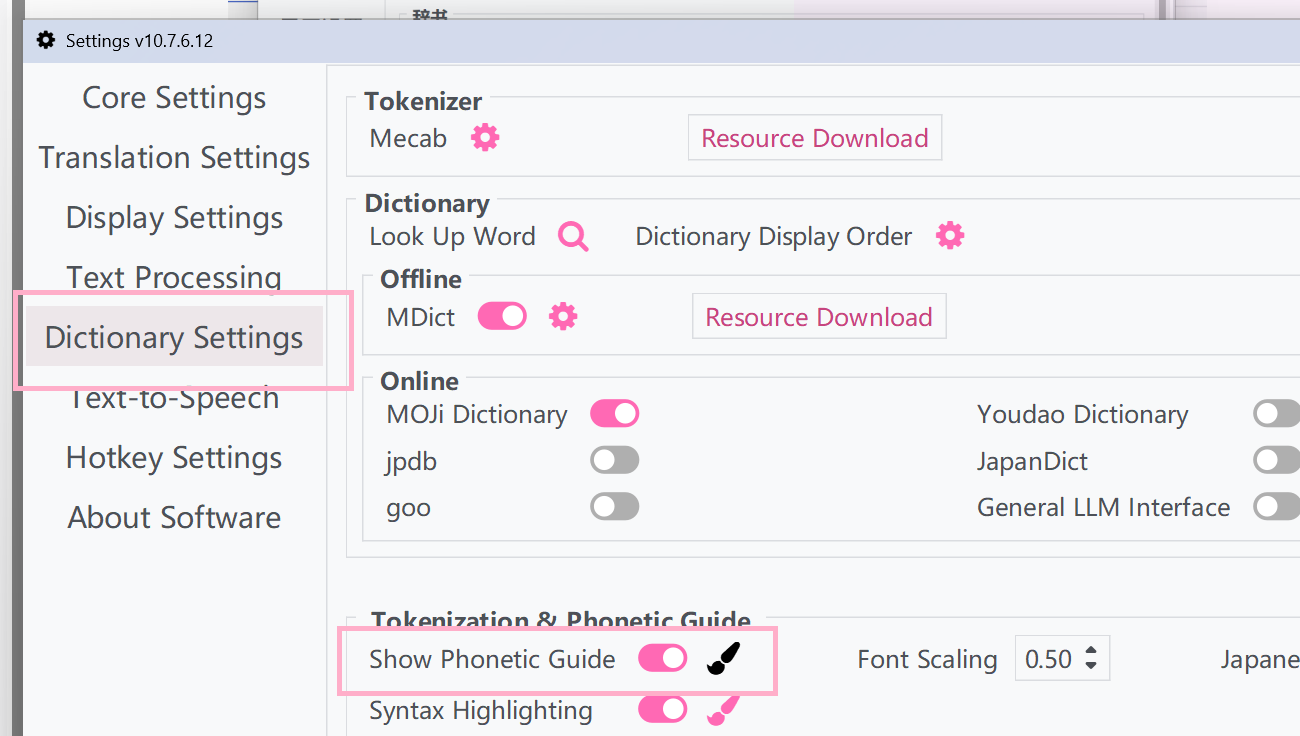 辞书
Settings v10.7.6.12
Core Settings
Translation Settings
Display Settings
Text Processing
Dictionary Settings
Text-to-Speech
Hotkey Settings
About Software
Tokenizer
Mecab Resource Download
Dictionary
Look Up Word Dictionary Display Order
Offline
MDict Resource Download
Online
MOJi Dictionary Youdao Dictionary
jpdb JapanDict
goo General LLM Interface
Tokenization & Phonetic Guide
Show Phonetic Guide Font Scaling 0.50 Japane
Syntax Highlighting